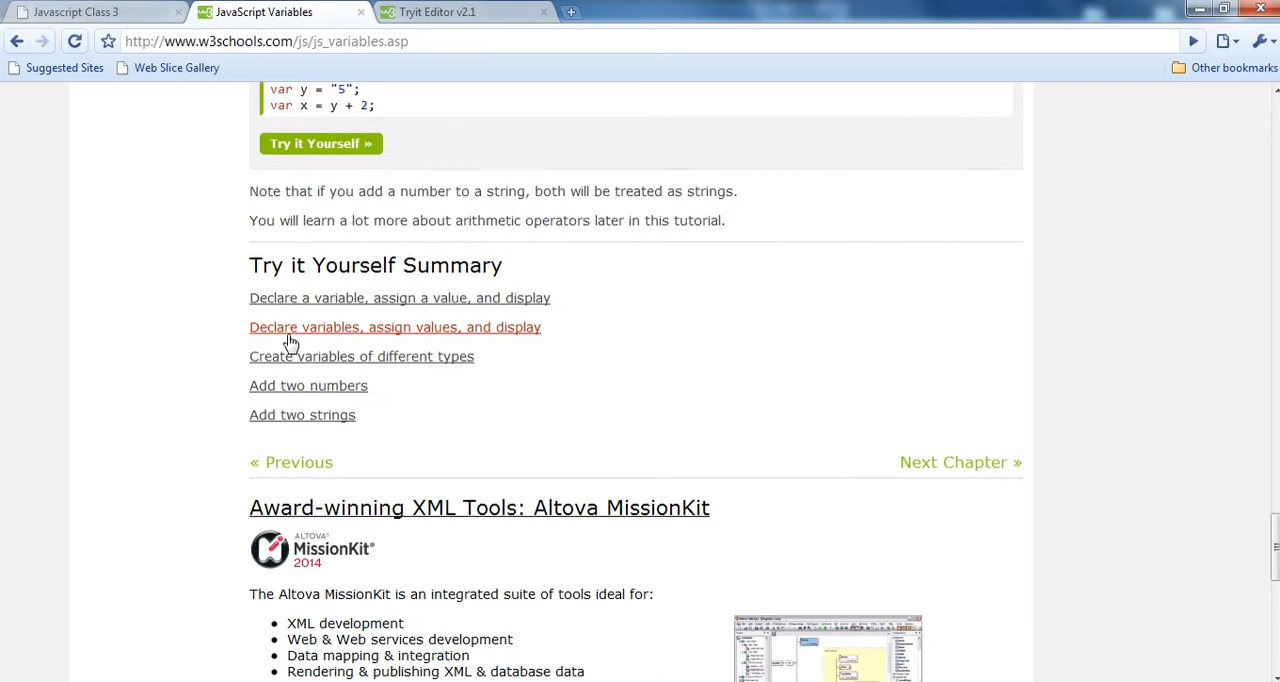 Javascript Class 3
JavaScript Variables
Tryit Editor v2.1
http://www.w3schools.com/js/js_variables.asp
Suggested Sites
Web Slice Gallery
Other bookmarks
var y = "5";
var x = y + 2;
Try it Yourself »
Note that if you add a number to a string, both will be treated as strings.
You will learn a lot more about arithmetic operators later in this tutorial.
Try it Yourself Summary
Declare a variable, assign a value, and display
Declare variables, assign values, and display
Create variables of different types
Add two numbers
Add two strings
« Previous
Next Chapter »
Award-winning XML Tools: Altova MissionKit
ALTOVA®
MissionKit®
2014
The Altova MissionKit is an integrated suite of tools ideal for:
XML development
Web & Web services development
Data mapping & integration
Rendering & publishing XML & database data